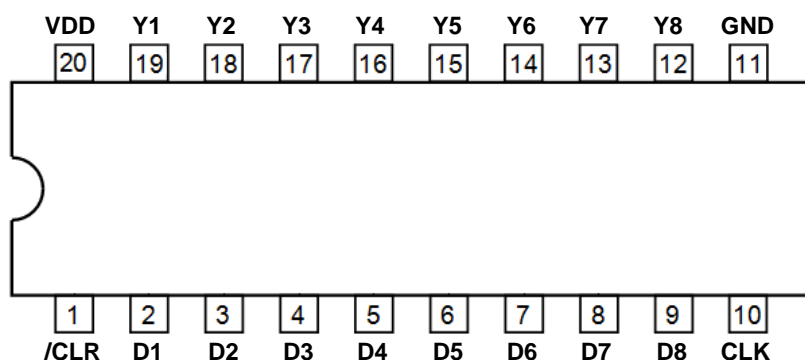 VDD Y1 Y2 Y3 Y4 Y5 Y6 Y7 Y8 GND
20 19 18 17 16 15 14 13 12 11
1 2 3 4 5 6 7 8 9 10
/CLR D1 D2 D3 D4 D5 D6 D7 D8 CLK